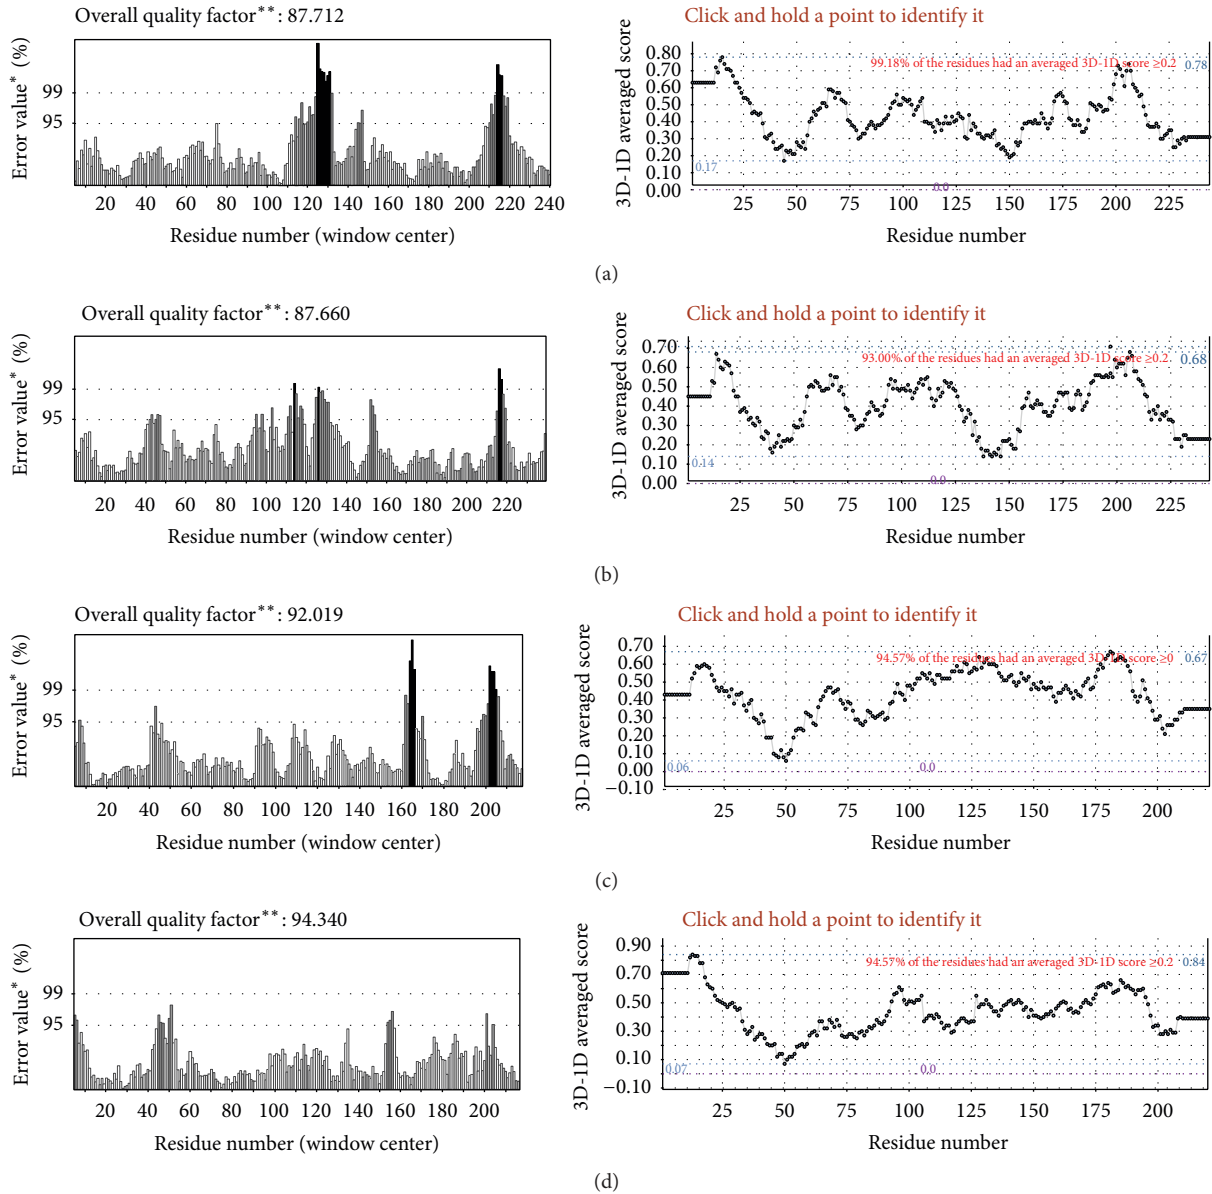 Overall quality factor**: 87.712
Error value* (%)
99
95
20 40 60 80 100 120 140 160 180 200 220 240
Residue number (window center)
Click and hold a point to identify it
3D-1D averaged score
0.80
0.70
0.60
0.50
0.40
0.30
0.20
0.10
0.00
99.18% of the residues had an averaged 3D-1D score ≥0.2 0.78
0.17
0.0
25 50 75 100 125 150 175 200 225
Residue number
(a)
Overall quality factor**: 87.660
Error value* (%)
99
95
20 40 60 80 100 120 140 160 180 200 220
Residue number (window center)
Click and hold a point to identify it
3D-1D averaged score
0.70
0.60
0.50
0.40
0.30
0.20
0.10
0.00
93.00% of the residues had an averaged 3D-1D score ≥0.2. 0.68
0.14
0.0
25 50 75 100 125 150 175 200 225
Residue number
(b)
Overall quality factor**: 92.019
Error value* (%)
99
95
20 40 60 80 100 120 140 160 180 200
Residue number (window center)
Click and hold a point to identify it
3D-1D averaged score
0.70
0.60
0.50
0.40
0.30
0.20
0.10
0.00
−0.10
94.57% of the residues had an averaged 3D-1D score ≥0 0.67
0.06
0.0
25 50 75 100 125 150 175 200
Residue number
(c)
Overall quality factor**: 94.340
Error value* (%)
99
95
20 40 60 80 100 120 140 160 180 200
Residue number (window center)
Click and hold a point to identify it
3D-1D averaged score
0.90
0.70
0.50
0.30
0.10
−0.10
94.57% of the residues had an averaged 3D-1D score ≥0.2 0.84
0.07
0.0
25 50 75 100 125 150 175 200
Residue number
(d)